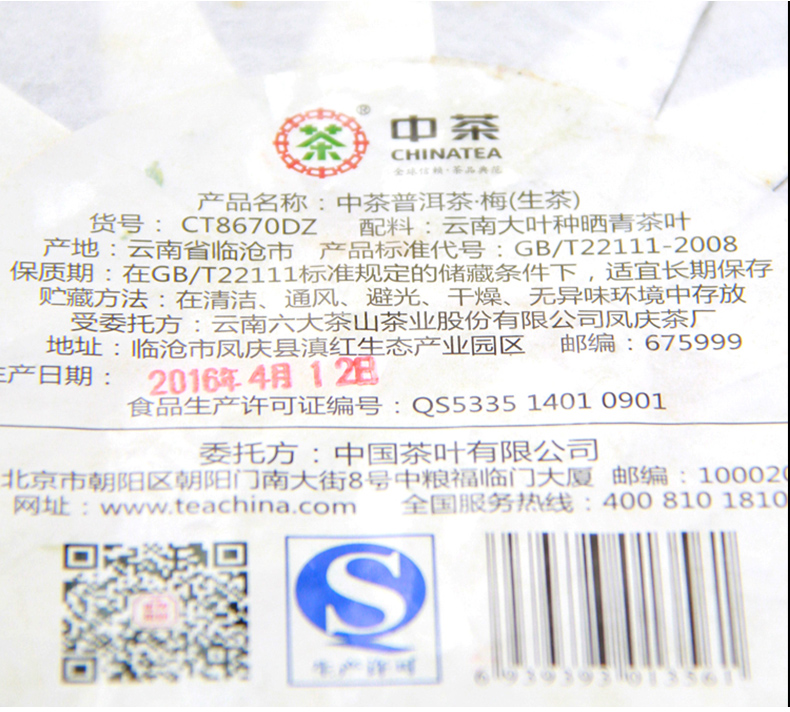 茶
®
中茶
CHINATEA
产品名称：中茶普洱茶·梅(生茶)
货号： CT8670DZ 配料：云南大叶种晒青茶叶
产地：云南省临沧市 产品标准代号：GB/T22111-2008
保质期：在GB/T22111标准规定的储藏条件下，适宜长期保存
贮藏方法：在清洁、通风、避光、干燥、无异味环境中存放
受委托方：云南六大茶山茶业股份有限公司凤庆茶厂
地址：临沧市凤庆县滇红生态产业园区 邮编：675999
生产日期： 2016年4月12日
食品生产许可证编号：QS5335 1401 0901
委托方：中国茶叶有限公司
北京市朝阳区朝阳门南大街8号中粮福临门大厦 邮编：100020
网址：www.teachina.com 全国服务热线：400 810 1810
生产许可
6 939393 013561